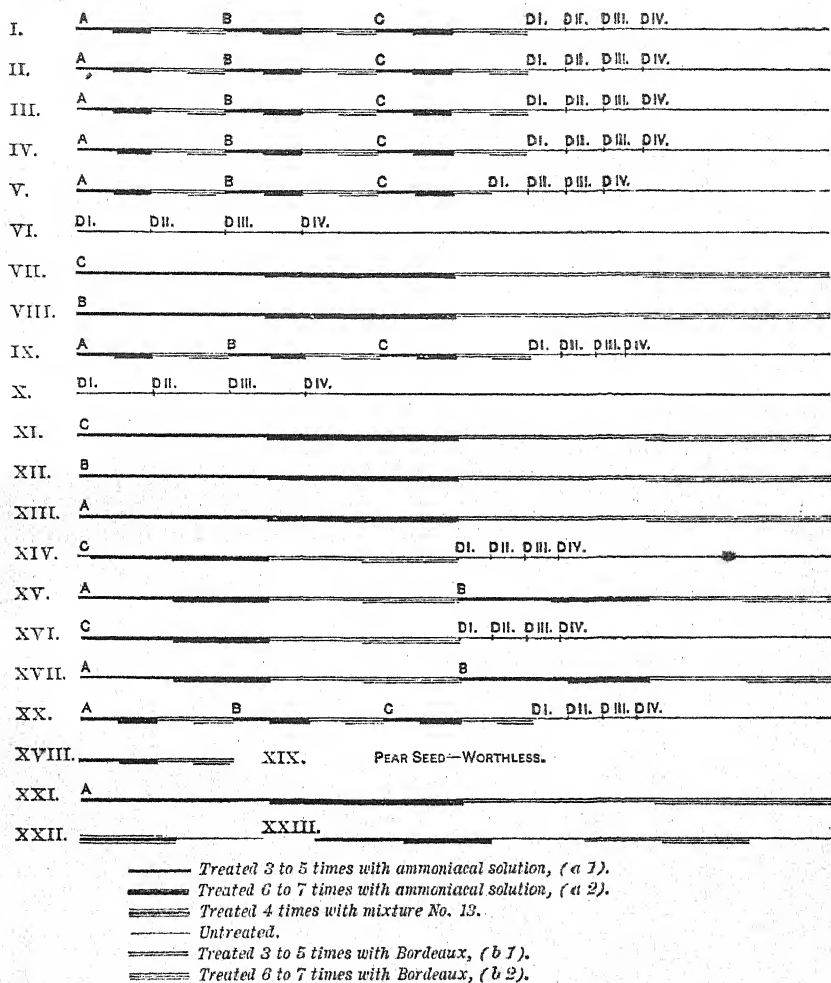 I. A B C DI. DII. DIII. DIV.
II. A B C DI. DII. DIII. DIV.
III. A B C DI. DII. DIII. DIV.
IV. A B C DI. DII. DIII. DIV.
V. A B C DI. DII. DIII. DIV.
VI. DI. DII. DIII. DIV.
VII. C
VIII. B
IX. A B C DI. DII. DIII. DIV.
X. DI. DII. DIII. DIV.
XI. C
XII. B
XIII. A
XIV. C DI. DII. DIII. DIV.
XV. A B
XVI. C DI. DII. DIII. DIV.
XVII. A B
XX. A B C DI. DII. DIII. DIV.
XVIII. XIX. PEAR SEED—WORTHLESS.
XXI. A
XXII. XXIII.
Treated 3 to 5 times with ammoniacal solution, (a 1).
Treated 6 to 7 times with ammoniacal solution, (a 2).
Treated 4 times with mixture No. 13.
Untreated.
Treated 3 to 5 times with Bordeaux, (b 1).
Treated 6 to 7 times with Bordeaux, (b 2).